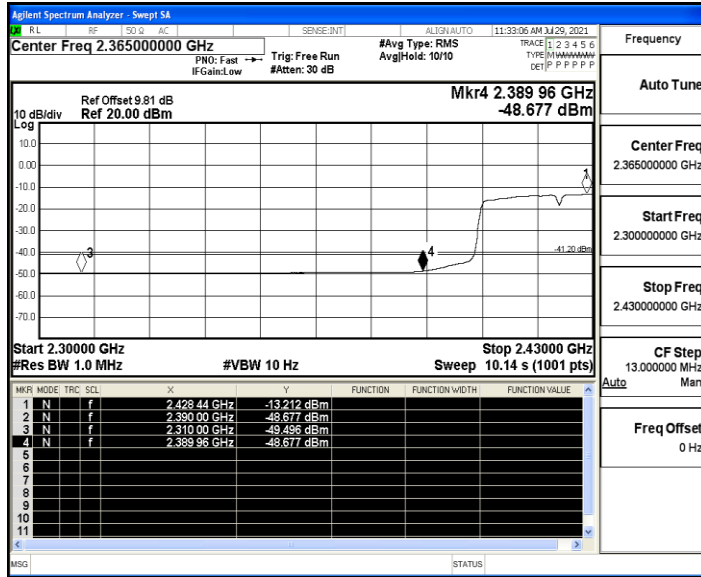 Agilent Spectrum Analyzer - Swept SA
RL RF 50 Ω AC SENSE:INT ALIGNAUTO 11:33:06 AM Jul 29, 2021
Center Freq 2.365000000 GHz
PNO: Fast
IFGain:Low
Trig: Free Run
#Atten: 30 dB
#Avg Type: RMS
Avg|Hold: 10/10
TRACE 1 2 3 4 5 6
TYPE M
DET P P P P P P
Mkr4 2.389 96 GHz
-48.677 dBm
Ref Offset 9.81 dB
10 dB/div Ref 20.00 dBm
Log
10.0
0.00
-10.0
-20.0
-30.0
-40.0
-50.0
-60.0
-70.0
1
3
4
-41.20 dBm
Start 2.30000 GHz Stop 2.43000 GHz
#Res BW 1.0 MHz #VBW 10 Hz Sweep 10.14 s (1001 pts)
MKR MODE TRC SCL X Y FUNCTION FUNCTION WIDTH FUNCTION VALUE
1 N f 2.428 44 GHz -13.212 dBm
2 N f 2.390 00 GHz -48.677 dBm
3 N f 2.310 00 GHz -49.496 dBm
4 N f 2.389 96 GHz -48.677 dBm
5
6
7
8
9
10
11
MSG STATUS
Frequency
Auto Tune
Center Freq
2.365000000 GHz
Start Freq
2.300000000 GHz
Stop Freq
2.430000000 GHz
CF Step
13.000000 MHz
Auto Man
Freq Offset
0 Hz